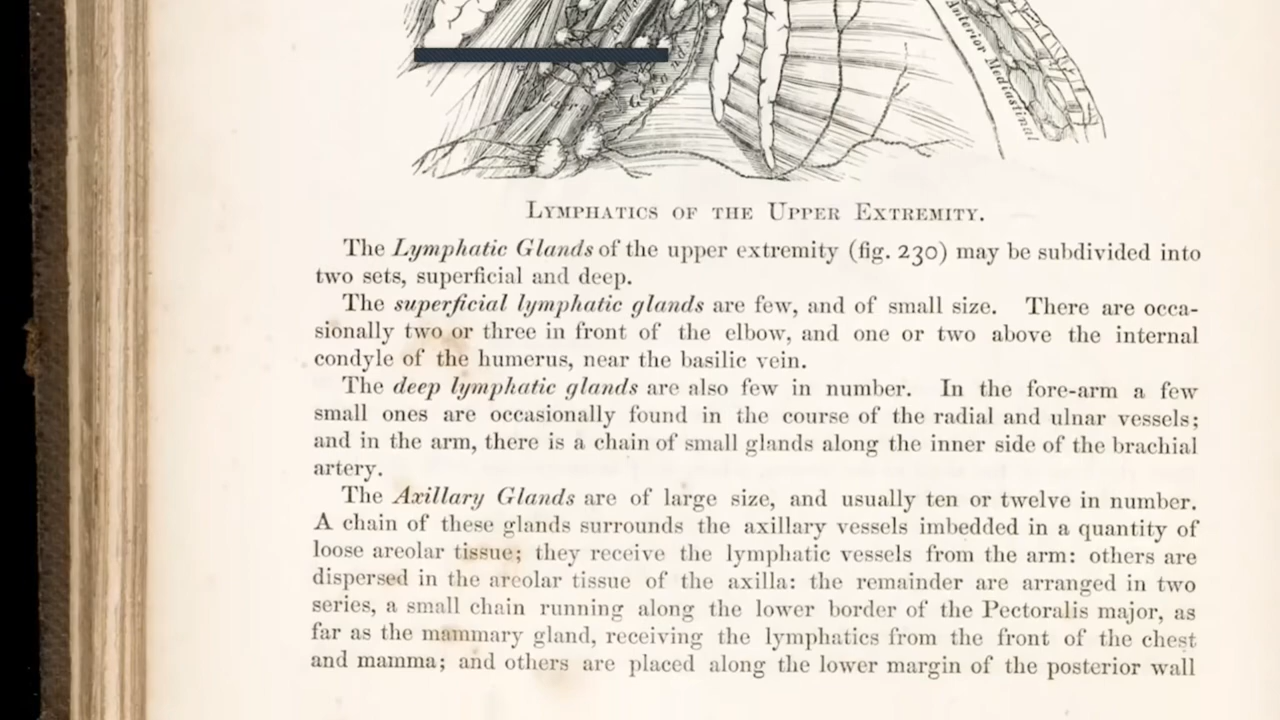 Anterior Mediastinal
Lymphatics of the Upper Extremity.
The Lymphatic Glands of the upper extremity (fig. 230) may be subdivided into
two sets, superficial and deep.
The superficial lymphatic glands are few, and of small size. There are occa-
sionally two or three in front of the elbow, and one or two above the internal
condyle of the humerus, near the basilic vein.
The deep lymphatic glands are also few in number. In the fore-arm a few
small ones are occasionally found in the course of the radial and ulnar vessels;
and in the arm, there is a chain of small glands along the inner side of the brachial
artery.
The Axillary Glands are of large size, and usually ten or twelve in number.
A chain of these glands surrounds the axillary vessels imbedded in a quantity of
loose areolar tissue; they receive the lymphatic vessels from the arm: others are
dispersed in the areolar tissue of the axilla: the remainder are arranged in two
series, a small chain running along the lower border of the Pectoralis major, as
far as the mammary gland, receiving the lymphatics from the front of the chest
and mamma; and others are placed along the lower margin of the posterior wall